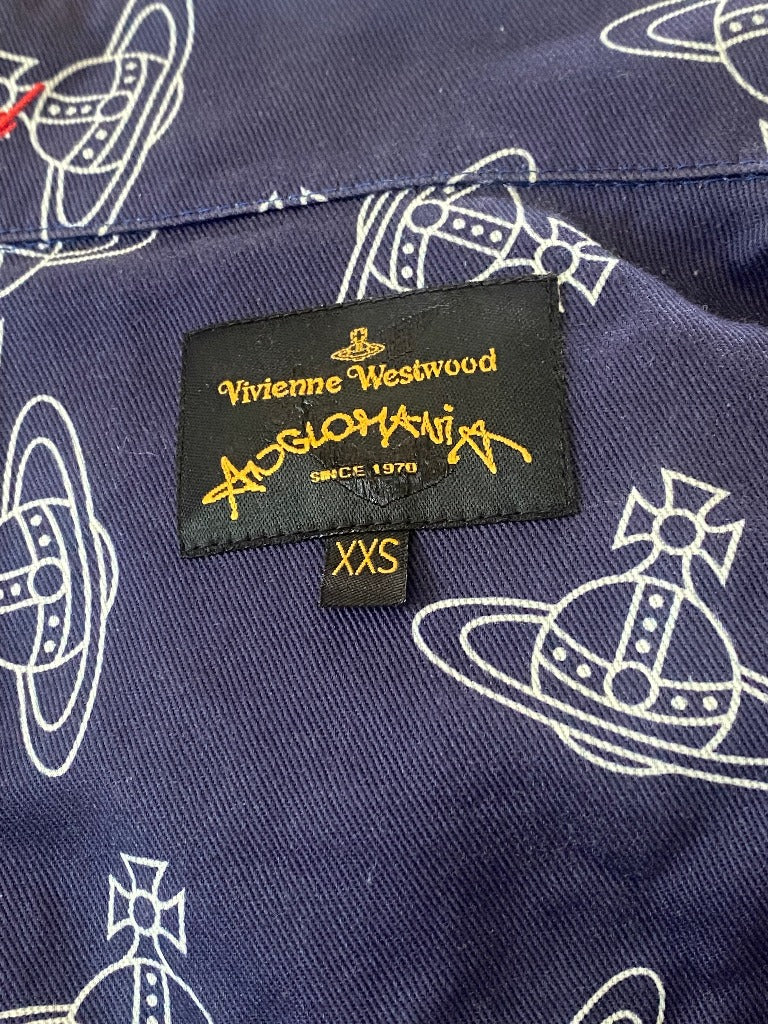 Vivienne Westwood
ANGLOMANiA
SINCE 1970
XXS